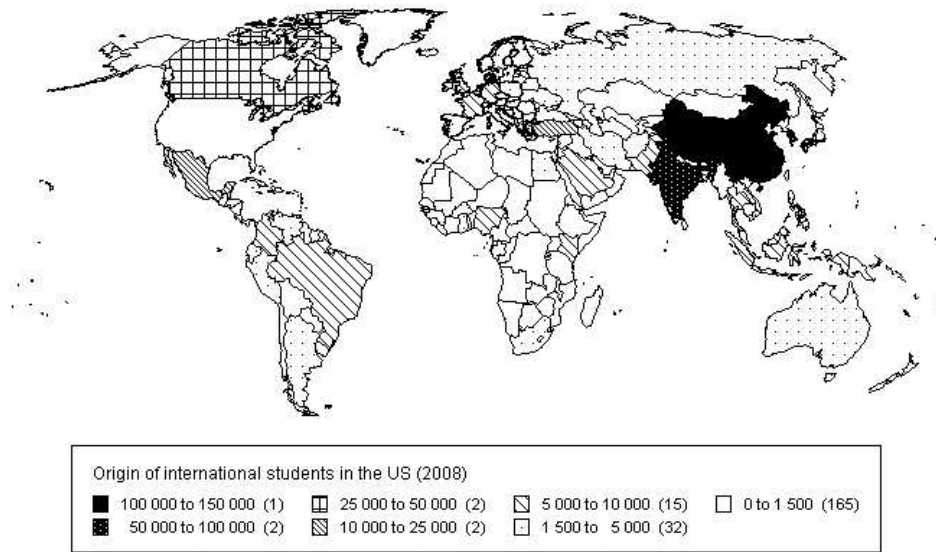 Origin of international students in the US (2008)
100 000 to 150 000 (1) 25 000 to 50 000 (2) 5 000 to 10 000 (15) 0 to 1 500 (165)
50 000 to 100 000 (2) 10 000 to 25 000 (2) 1 500 to 5 000 (32)